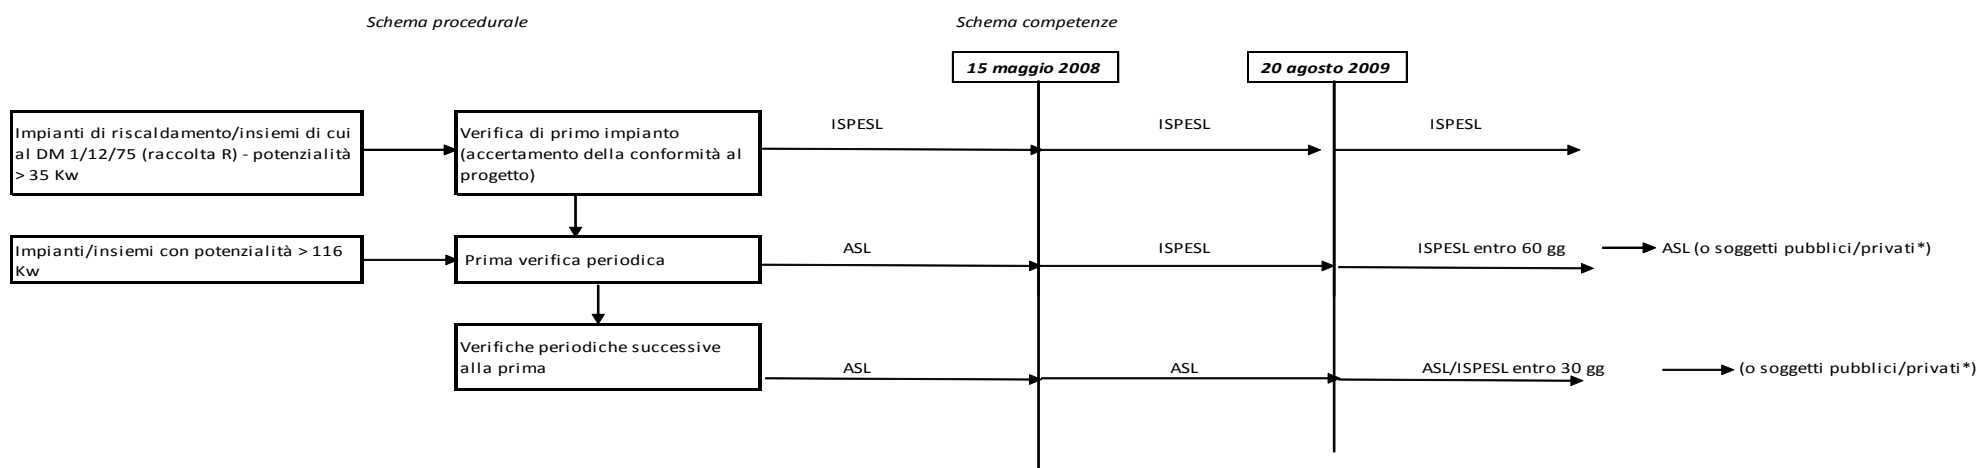 Schema procedurale
Schema competenze
15 maggio 2008
20 agosto 2009
Impianti di riscaldamento/insiemi di cui
al DM 1/12/75 (raccolta R) - potenzialità
> 35 Kw
Verifica di primo impianto
(accertamento della conformità al
progetto)
ISPESL
ISPESL
ISPESL
Impianti/insiemi con potenzialità > 116
Kw
Prima verifica periodica
ASL
ISPESL
ISPESL entro 60 gg
ASL (o soggetti pubblici/privati*)
Verifiche periodiche successive
alla prima
ASL
ASL
ASL/ISPESL entro 30 gg
(o soggetti pubblici/privati*)